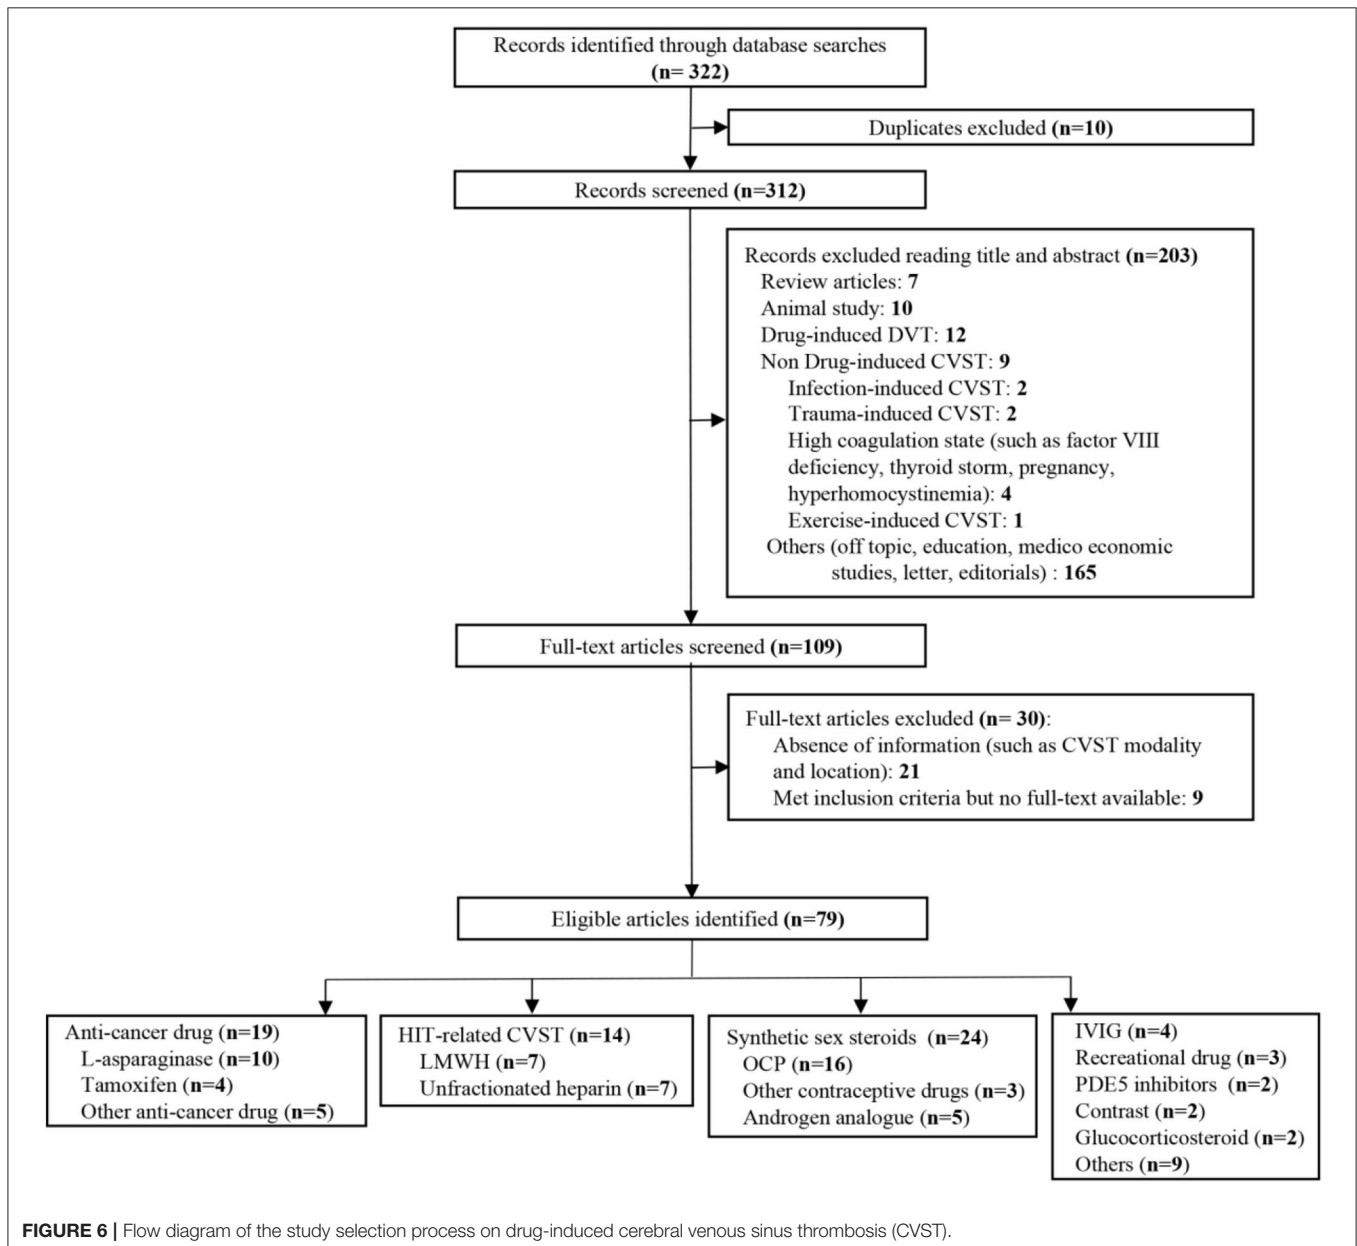 Records identified through database searches
(n= 322)
Duplicates excluded (n=10)
Records screened (n=312)
Records excluded reading title and abstract (n=203)
Review articles: 7
Animal study: 10
Drug-induced DVT: 12
Non Drug-induced CVST: 9
Infection-induced CVST: 2
Trauma-induced CVST: 2
High coagulation state (such as factor VIII
deficiency, thyroid storm, pregnancy,
hyperhomocystinemia): 4
Exercise-induced CVST: 1
Others (off topic, education, medico economic
studies, letter, editorials) : 165
Full-text articles screened (n=109)
Full-text articles excluded (n= 30):
Absence of information (such as CVST modality
and location): 21
Met inclusion criteria but no full-text available: 9
Eligible articles identified (n=79)
Anti-cancer drug (n=19)
L-asparaginase (n=10)
Tamoxifen (n=4)
Other anti-cancer drug (n=5)
HIT-related CVST (n=14)
LMWH (n=7)
Unfractionated heparin (n=7)
Synthetic sex steroids (n=24)
OCP (n=16)
Other contraceptive drugs (n=3)
Androgen analogue (n=5)
IVIG (n=4)
Recreational drug (n=3)
PDE5 inhibitors (n=2)
Contrast (n=2)
Glucocorticosteroid (n=2)
Others (n=9)
FIGURE 6 | Flow diagram of the study selection process on drug-induced cerebral venous sinus thrombosis (CVST).